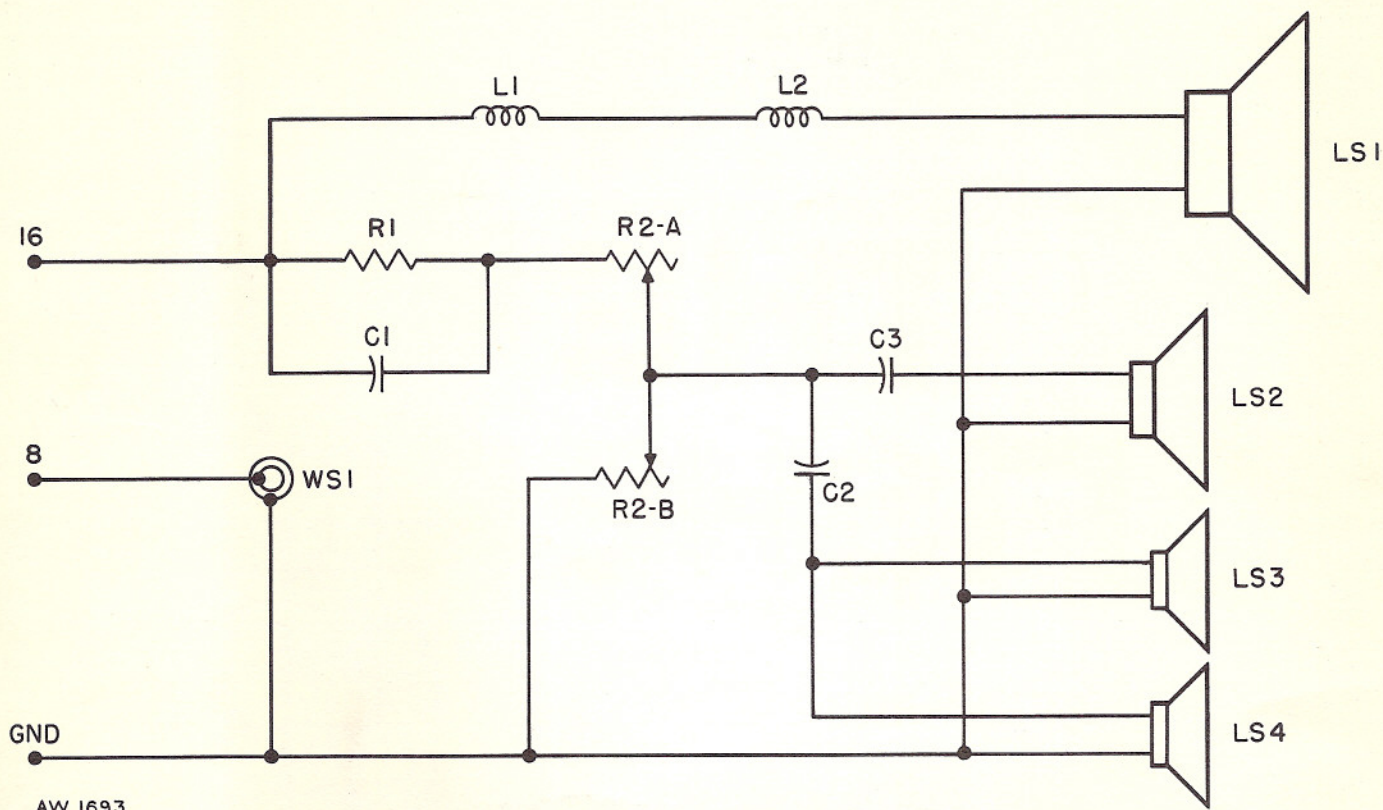 L1
L2
LS1
16
R1
R2-A
C1
C3
LS2
8
WS1
R2-B
C2
LS3
GND
LS4
AW 1693